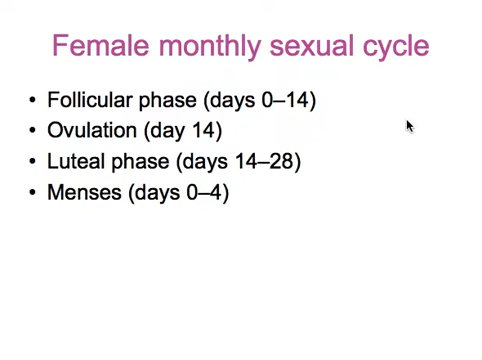 Female monthly sexual cycle
• Follicular phase (days 0–14)
• Ovulation (day 14)
• Luteal phase (days 14–28)
• Menses (days 0–4)